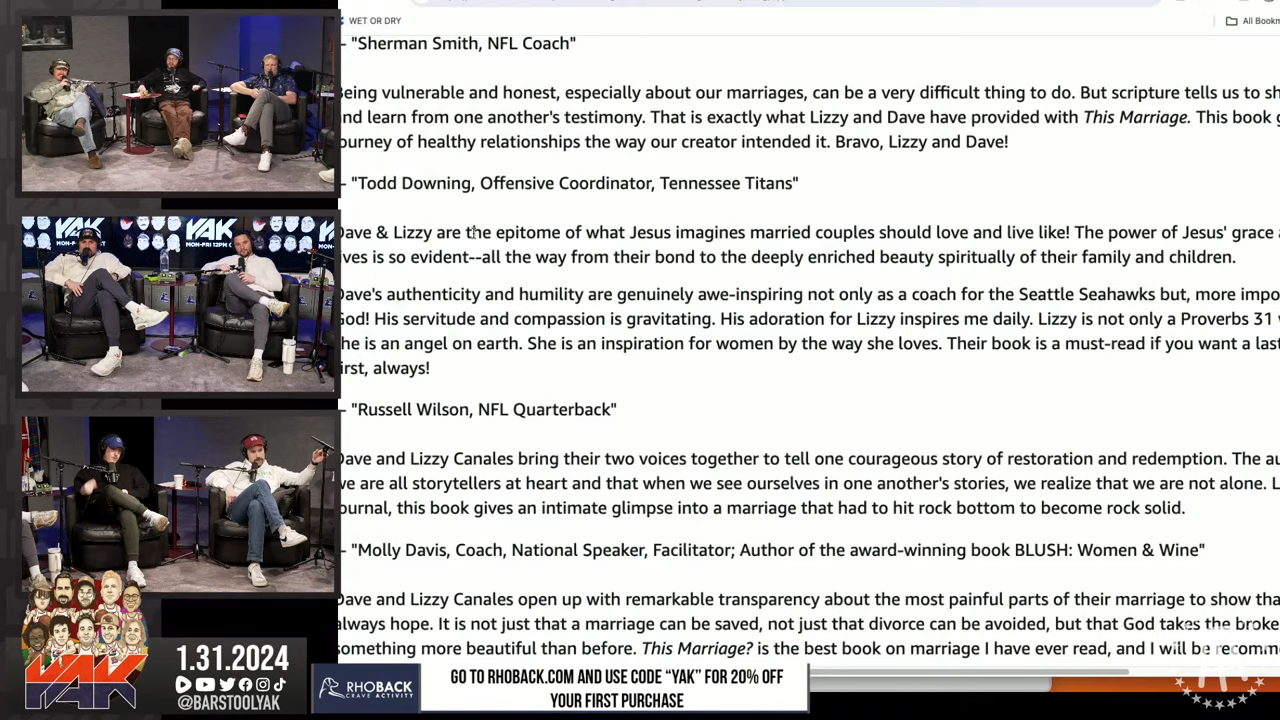 WET OR DRY
All Bookm
- "Sherman Smith, NFL Coach"
Being vulnerable and honest, especially about our marriages, can be a very difficult thing to do. But scripture tells us to sh
and learn from one another's testimony. That is exactly what Lizzy and Dave have provided with This Marriage. This book g
ourney of healthy relationships the way our creator intended it. Bravo, Lizzy and Dave!
- "Todd Downing, Offensive Coordinator, Tennessee Titans"
Dave & Lizzy are the epitome of what Jesus imagines married couples should love and live like! The power of Jesus' grace a
ives is so evident--all the way from their bond to the deeply enriched beauty spiritually of their family and children.
Dave's authenticity and humility are genuinely awe-inspiring not only as a coach for the Seattle Seahawks but, more impo
God! His servitude and compassion is gravitating. His adoration for Lizzy inspires me daily. Lizzy is not only a Proverbs 31
he is an angel on earth. She is an inspiration for women by the way she loves. Their book is a must-read if you want a last
irst, always!
- "Russell Wilson, NFL Quarterback"
Dave and Lizzy Canales bring their two voices together to tell one courageous story of restoration and redemption. The au
we are all storytellers at heart and that when we see ourselves in one another's stories, we realize that we are not alone. L
ournal, this book gives an intimate glimpse into a marriage that had to hit rock bottom to become rock solid.
- "Molly Davis, Coach, National Speaker, Facilitator; Author of the award-winning book BLUSH: Women & Wine"
Dave and Lizzy Canales open up with remarkable transparency about the most painful parts of their marriage to show tha
always hope. It is not just that a marriage can be saved, not just that divorce can be avoided, but that God takes the broke
something more beautiful than before. This Marriage? is the best book on marriage I have ever read, and I will be recomm
YAK
YAK
MON-FRI 12PM
YAK
1.31.2024
@BARSTOOLYAK
RHOBACK
CRAVE ACTIVITY
GO TO RHOBACK.COM AND USE CODE “YAK” FOR 20% OFF
YOUR FIRST PURCHASE